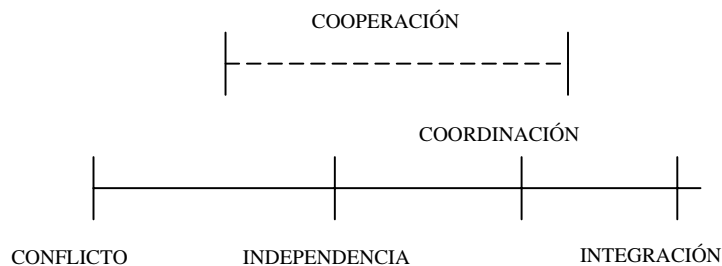 COOPERACIÓN
COORDINACIÓN
CONFLICTO INDEPENDENCIA INTEGRACIÓN